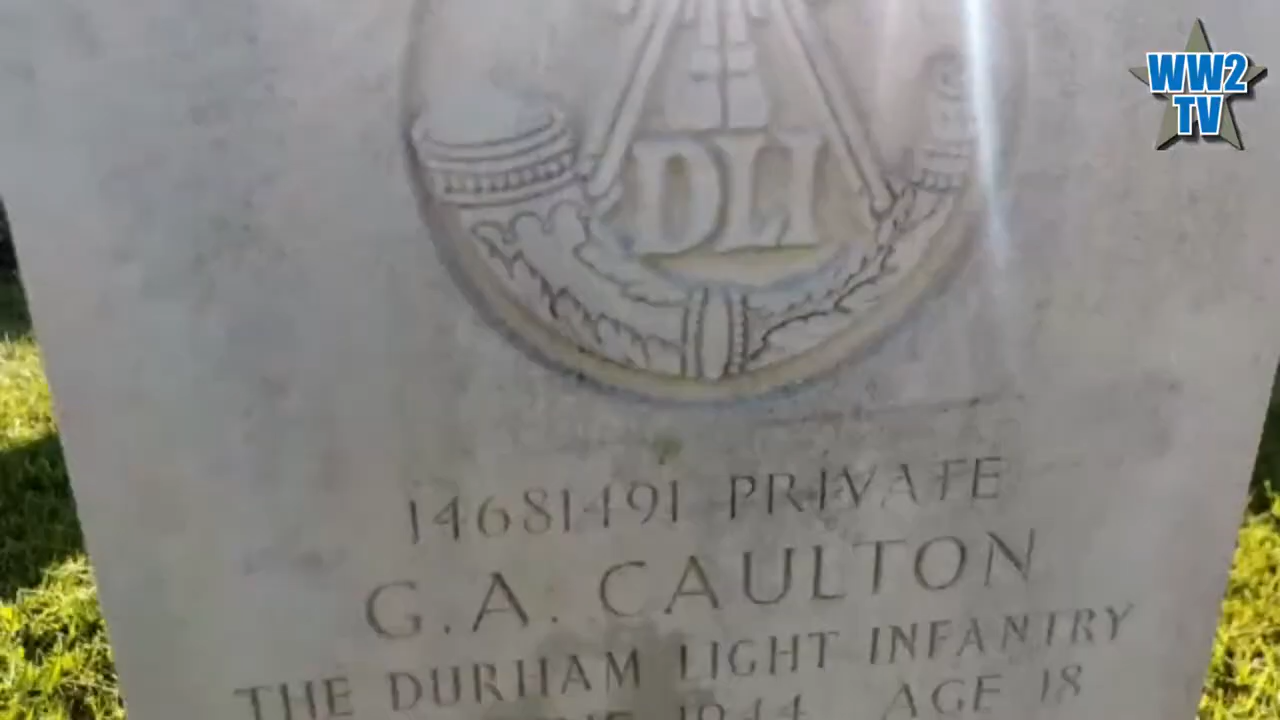 WW2
TV
DLI
14681491 PRIVATE
G.A. CAULTON
THE DURHAM LIGHT INFANTRY
1944 AGE 18